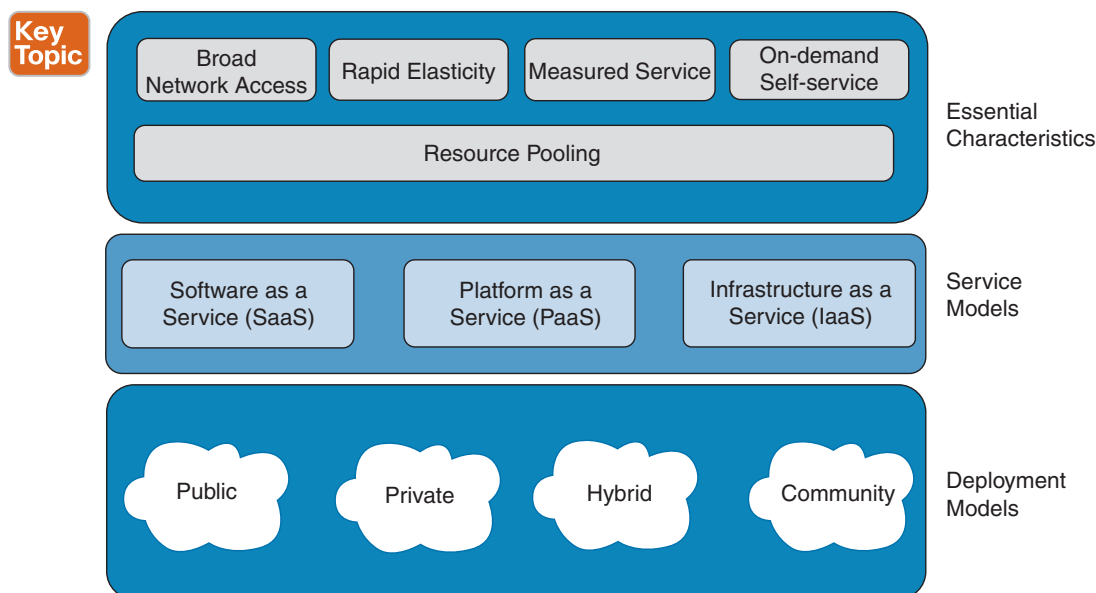 Key
Topic
Broad
Network Access
Rapid Elasticity
Measured Service
On-demand
Self-service
Resource Pooling
Essential
Characteristics
Software as a
Service (SaaS)
Platform as a
Service (PaaS)
Infrastructure as a
Service (IaaS)
Service
Models
Public
Private
Hybrid
Community
Deployment
Models